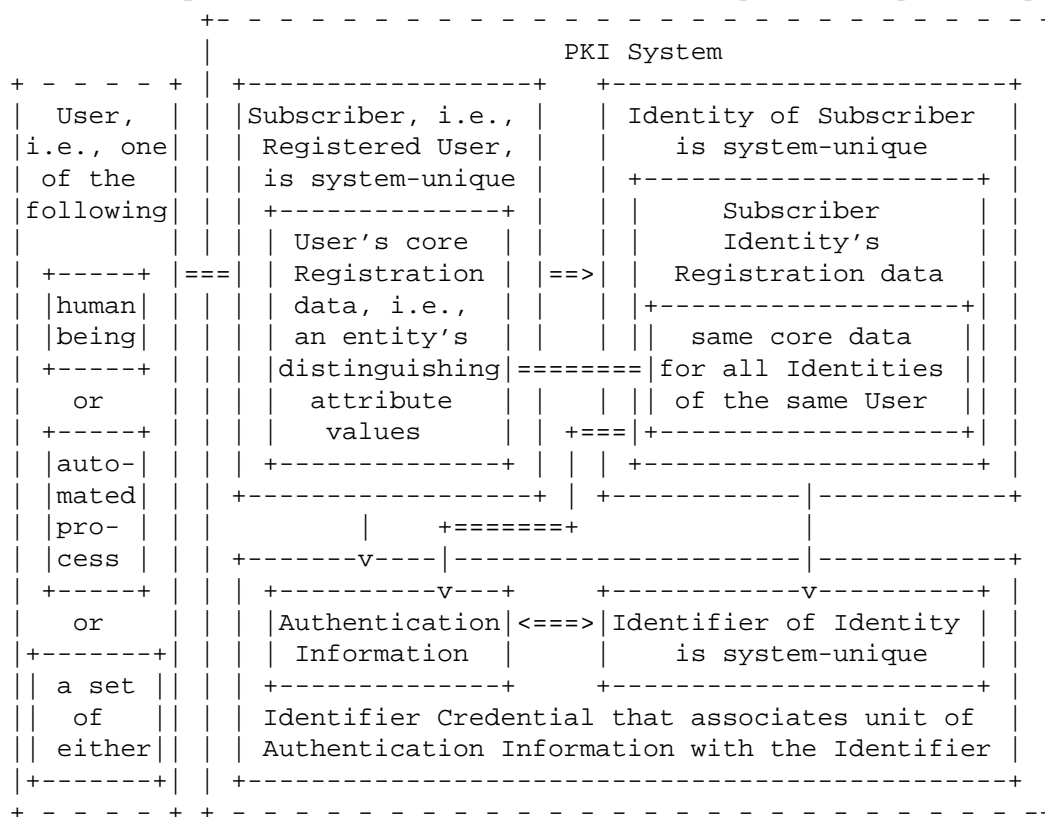 PKI System
User,
i.e., one
of the
following
human
being
or
auto-
mated
pro-
cess
or
a set
of
either
Subscriber, i.e.,
Registered User,
is system-unique
User's core
Registration
data, i.e.,
an entity's
distinguishing
attribute
values
Identity of Subscriber
is system-unique
Subscriber
Identity's
Registration data
same core data
for all Identities
of the same User
Authentication
Information
Identifier of Identity
is system-unique
Identifier Credential that associates unit of
Authentication Information with the Identifier